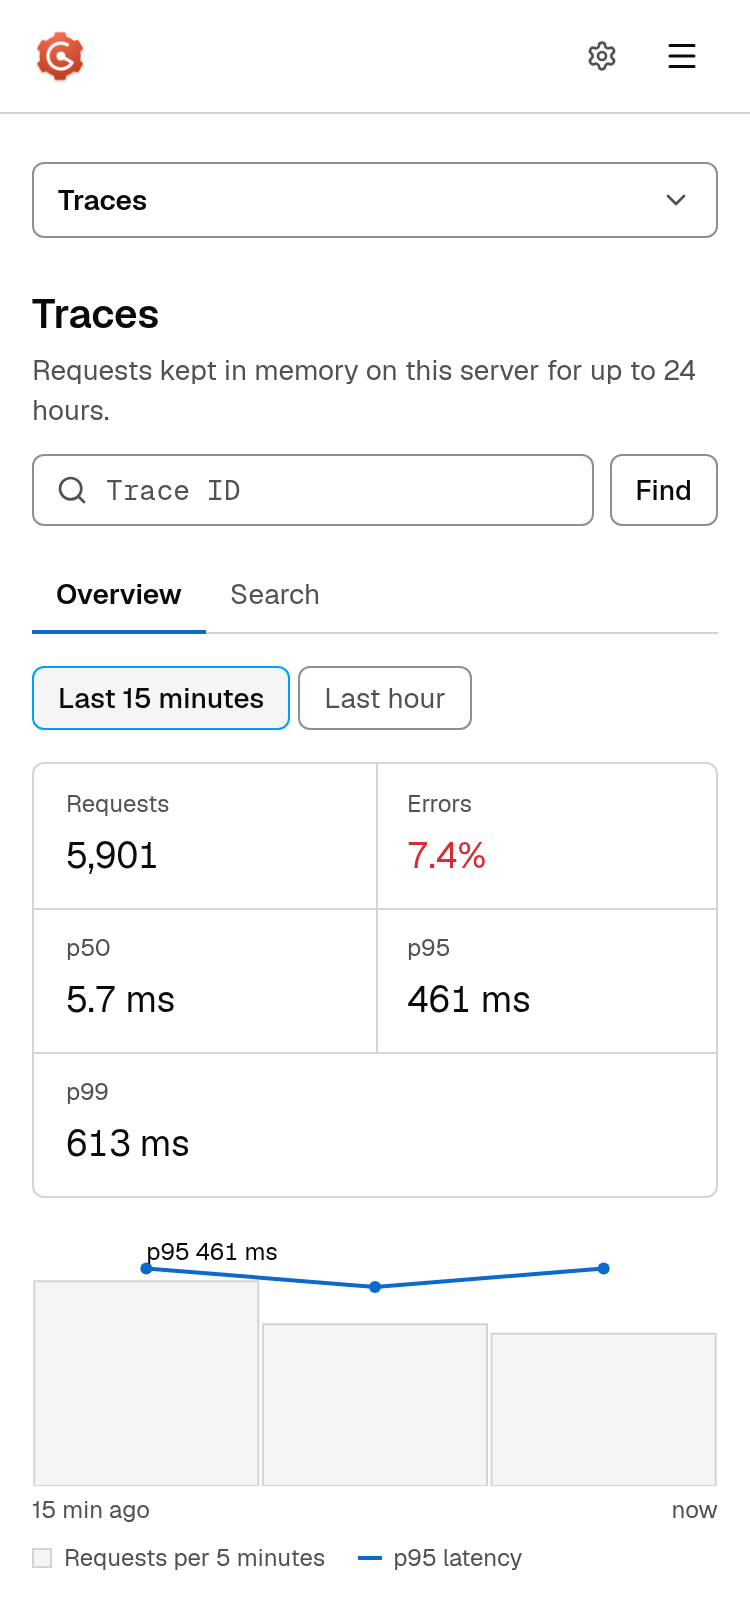 Traces
Traces
Requests kept in memory on this server for up to 24
hours.
Trace ID
Find
Overview
Search
Last 15 minutes
Last hour
Requests
5,901
Errors
7.4%
p50
5.7 ms
p95
461 ms
p99
613 ms
p95 461 ms
15 min ago
now
Requests per 5 minutes
p95 latency